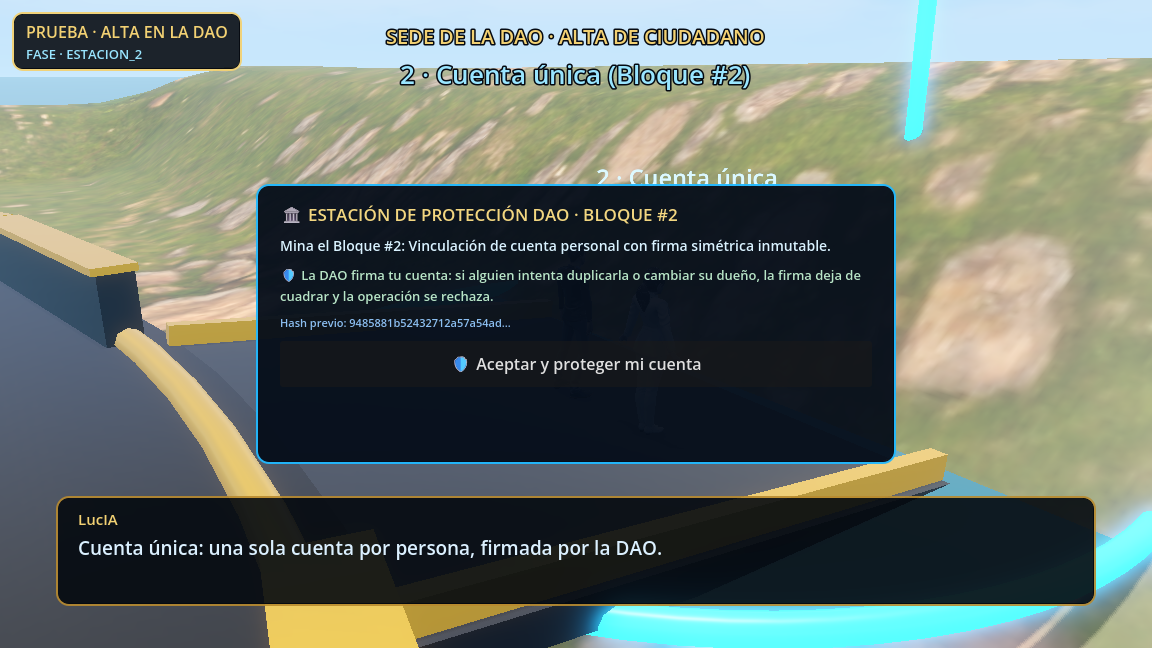 PRUEBA · ALTA EN LA DAO
FASE · ESTACION_2
SEDE DE LA DAO · ALTA DE CIUDADANO
2 · Cuenta única (Bloque #2)
2 · Cuenta única
ESTACIÓN DE PROTECCIÓN DAO · BLOQUE #2
Mina el Bloque #2: Vinculación de cuenta personal con firma simétrica inmutable.
La DAO firma tu cuenta: si alguien intenta duplicarla o cambiar su dueño, la firma deja de
cuadrar y la operación se rechaza.
Hash previo: 9485881b52432712a57a54ad...
Aceptar y proteger mi cuenta
LucIA
Cuenta única: una sola cuenta por persona, firmada por la DAO.